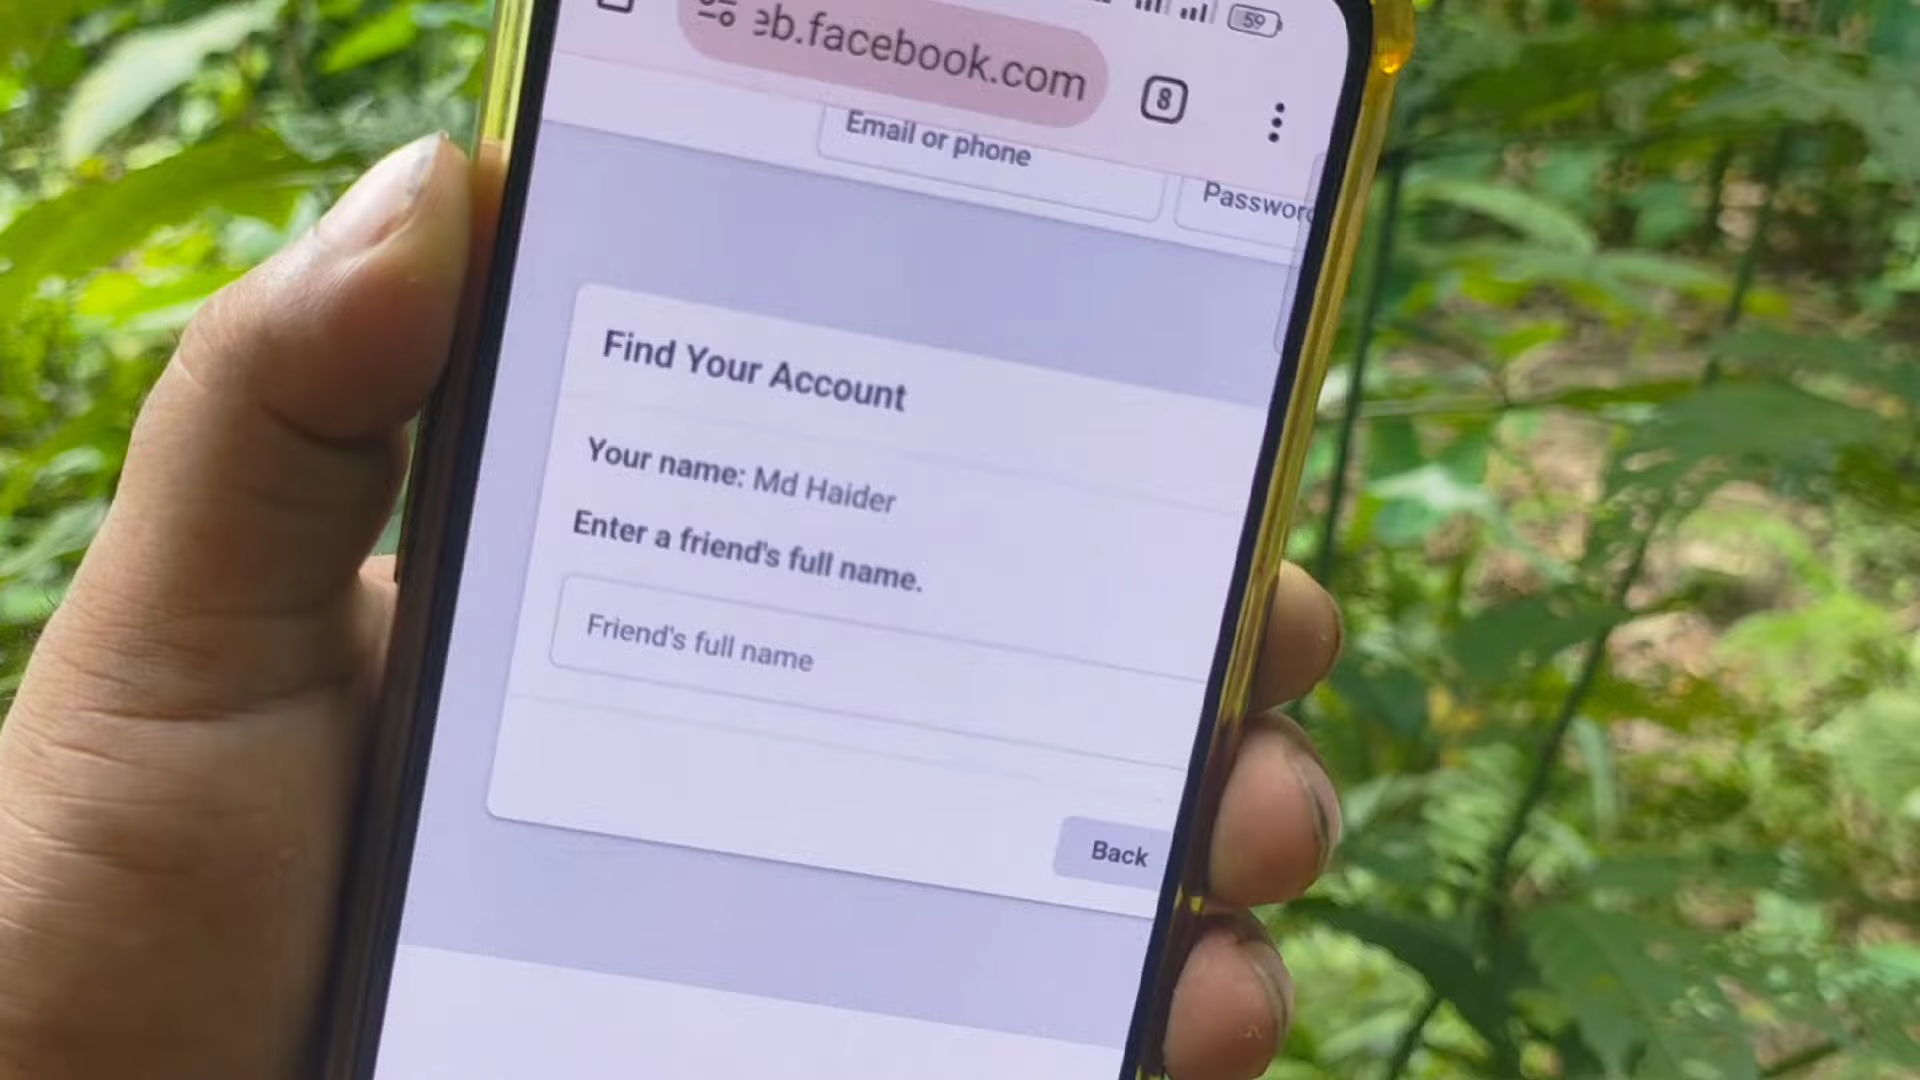 59
eb.facebook.com
8
Email or phone
Password
Find Your Account
Your name: Md Haider
Enter a friend's full name.
Friend's full name
Back